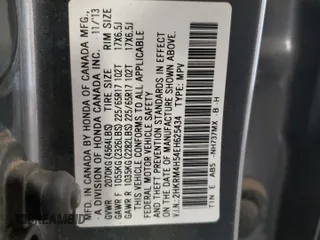 MFD. IN CANADA BY HONDA OF CANADA MFG.,
A DIVISION OF HONDA CANADA INC. 11/13
TIRE SIZE RIM SIZE
GVWR 2070KG(4564LBS)
GAWR F 1055KG(2326LBS) 225/65R17 102T 17X6.5J
GAWR R 1035KG(2282LBS) 225/65R17 102T 17X6.5J
THIS VEHICLE CONFORMS TO ALL APPLICABLE
FEDERAL MOTOR VEHICLE SAFETY
AND THEFT PREVENTION STANDARDS IN EFFECT
ON THE DATE OF MANUFACTURE SHOWN ABOVE.
V.I.N.: 2HKRM4H54EH625434 TYPE: MPV
E AB5 -NH737MX -B-H